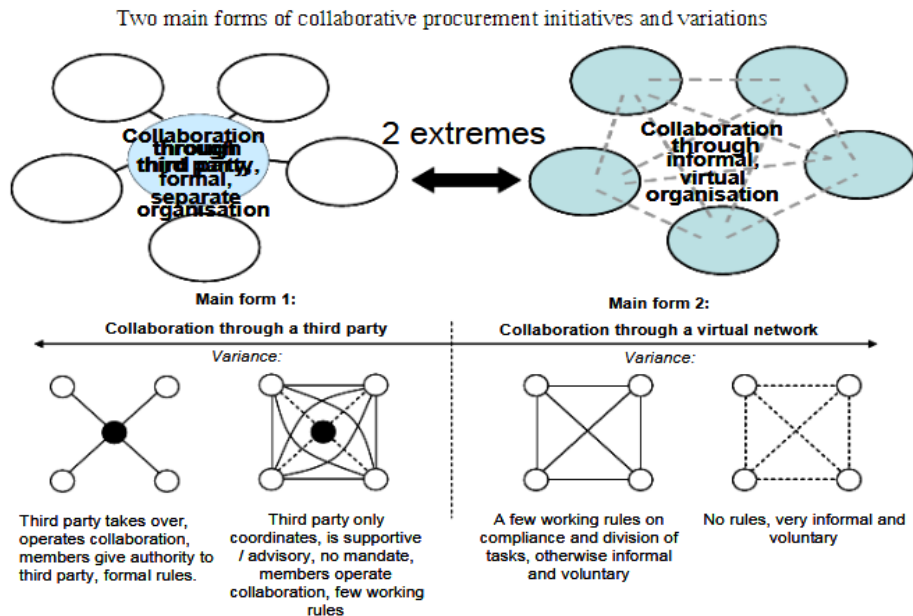 Two main forms of collaborative procurement initiatives and variations
Collaboration
through
third party,
formal,
separate
organisation
2 extremes
Collaboration
through
informal,
virtual
organisation
Main form 1:
Collaboration through a third party
Variance:
Main form 2:
Collaboration through a virtual network
Variance:
Third party takes over,
operates collaboration,
members give authority to
third party, formal rules.
Third party only
coordinates, is supportive
/ advisory, no mandate,
members operate
collaboration, few working
rules
A few working rules on
compliance and division of
tasks, otherwise informal
and voluntary
No rules, very informal and
voluntary